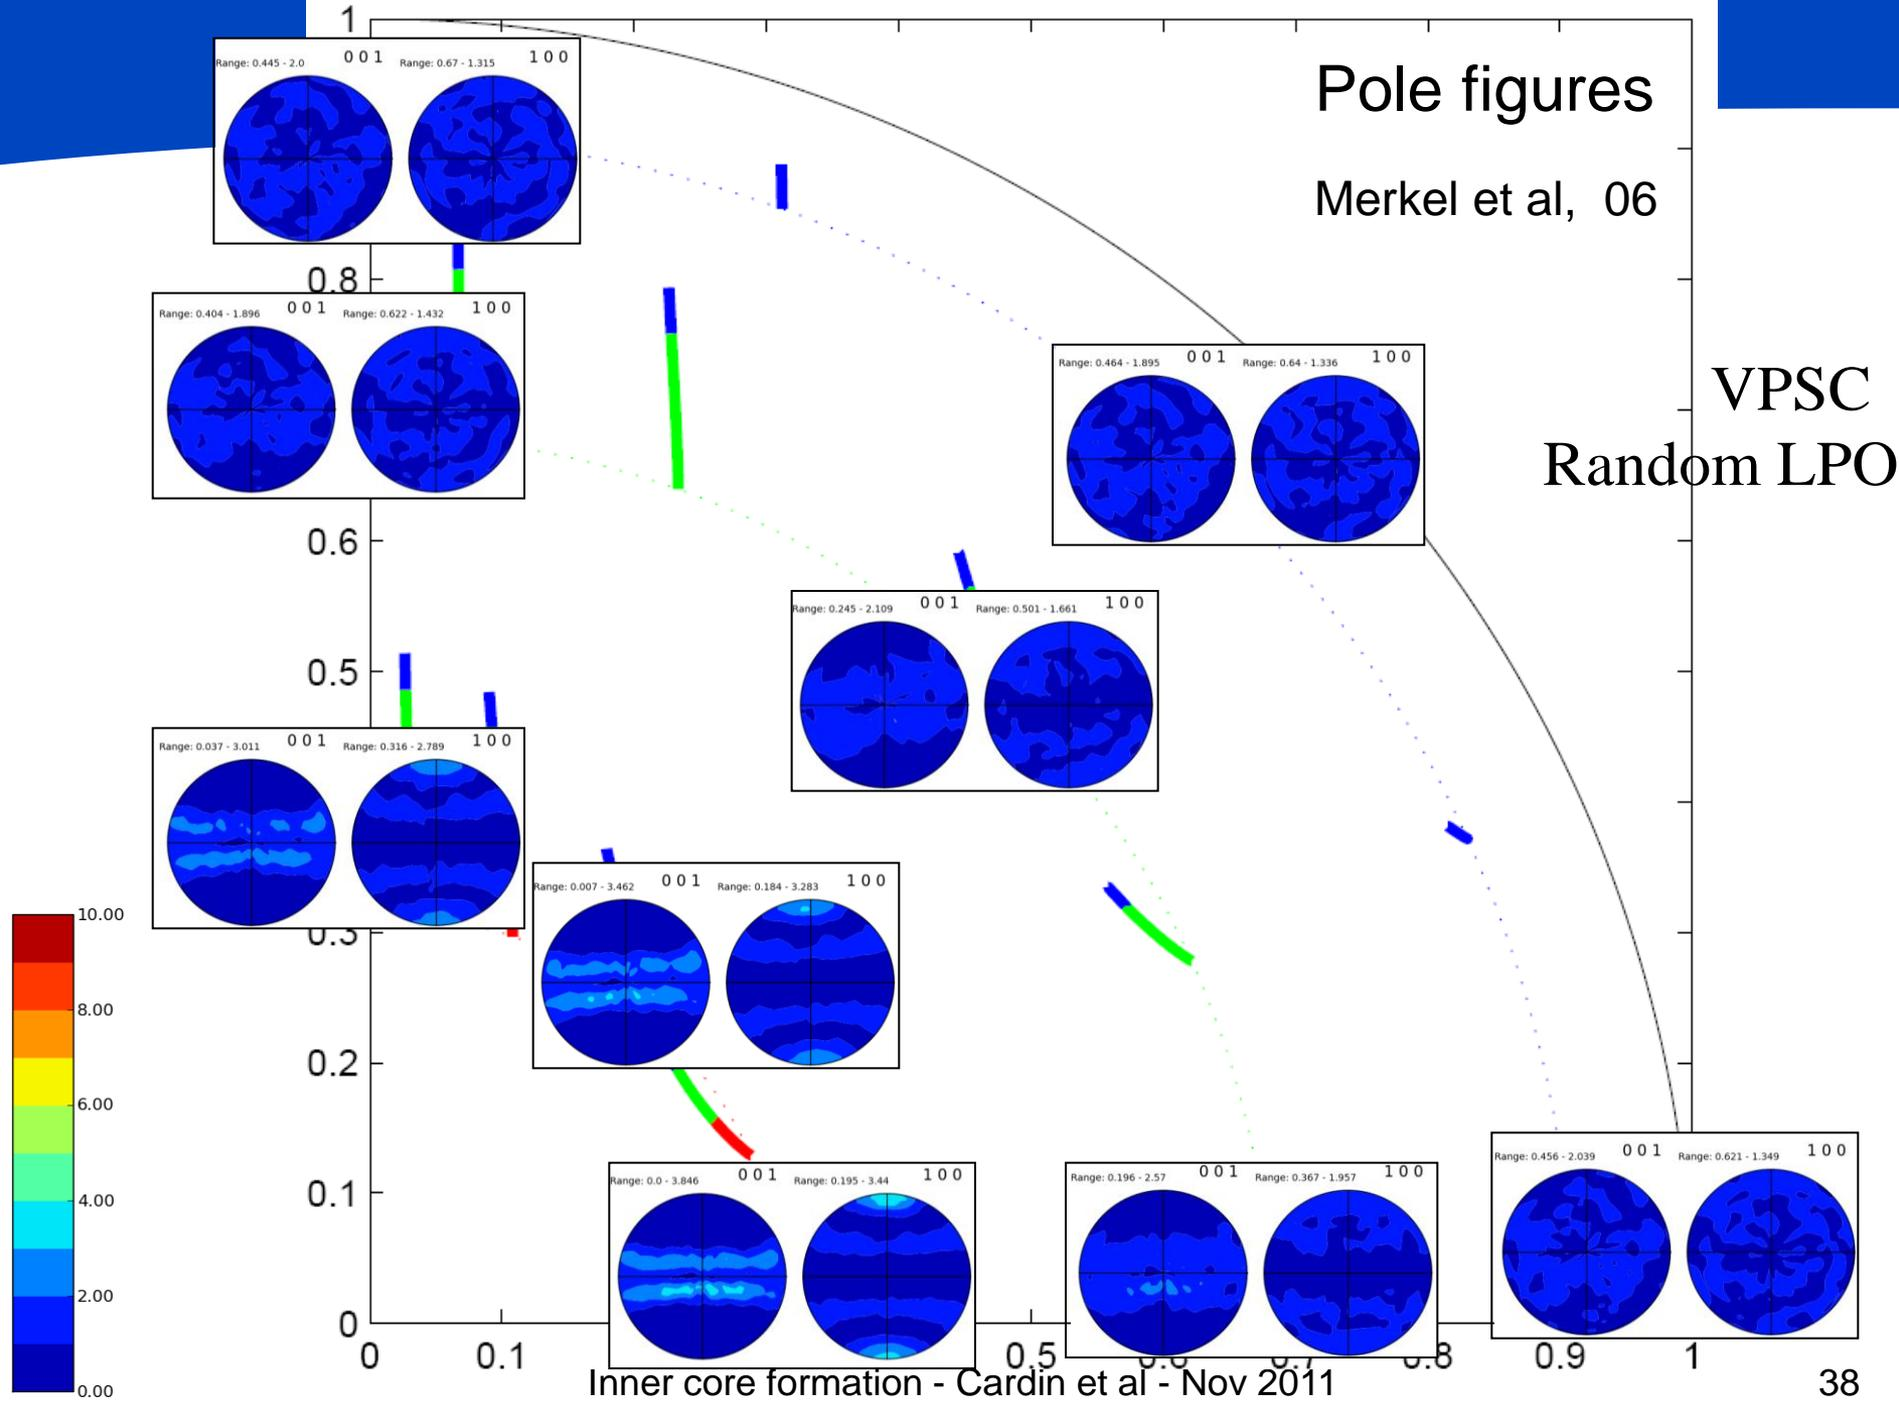 1
Pole figures
Merkel et al,  06
Range: 0.445 - 2.0 0 0 1 Range: 0.67 - 1.315 1 0 0
0.8
Range: 0.404 - 1.896 0 0 1 Range: 0.622 - 1.432 1 0 0
Range: 0.464 - 1.895 0 0 1 Range: 0.64 - 1.336 1 0 0
VPSC
Random LPO
0.6
Range: 0.245 - 2.109 0 0 1 Range: 0.501 - 1.661 1 0 0
0.5
Range: 0.037 - 3.011 0 0 1 Range: 0.316 - 2.789 1 0 0
Range: 0.007 - 3.462 0 0 1 Range: 0.184 - 3.283 1 0 0
0.3
0.2
Range: 0.0 - 3.846 0 0 1 Range: 0.195 - 3.44 1 0 0
Range: 0.196 - 2.57 0 0 1 Range: 0.367 - 1.957 1 0 0
Range: 0.456 - 2.039 0 0 1 Range: 0.621 - 1.349 1 0 0
0.1
0
10.00
8.00
6.00
4.00
2.00
0.00
0 0.1 0.5 0.6 0.7 0.8 0.9 1
Inner core formation - Cardin et al - Nov 2011
38